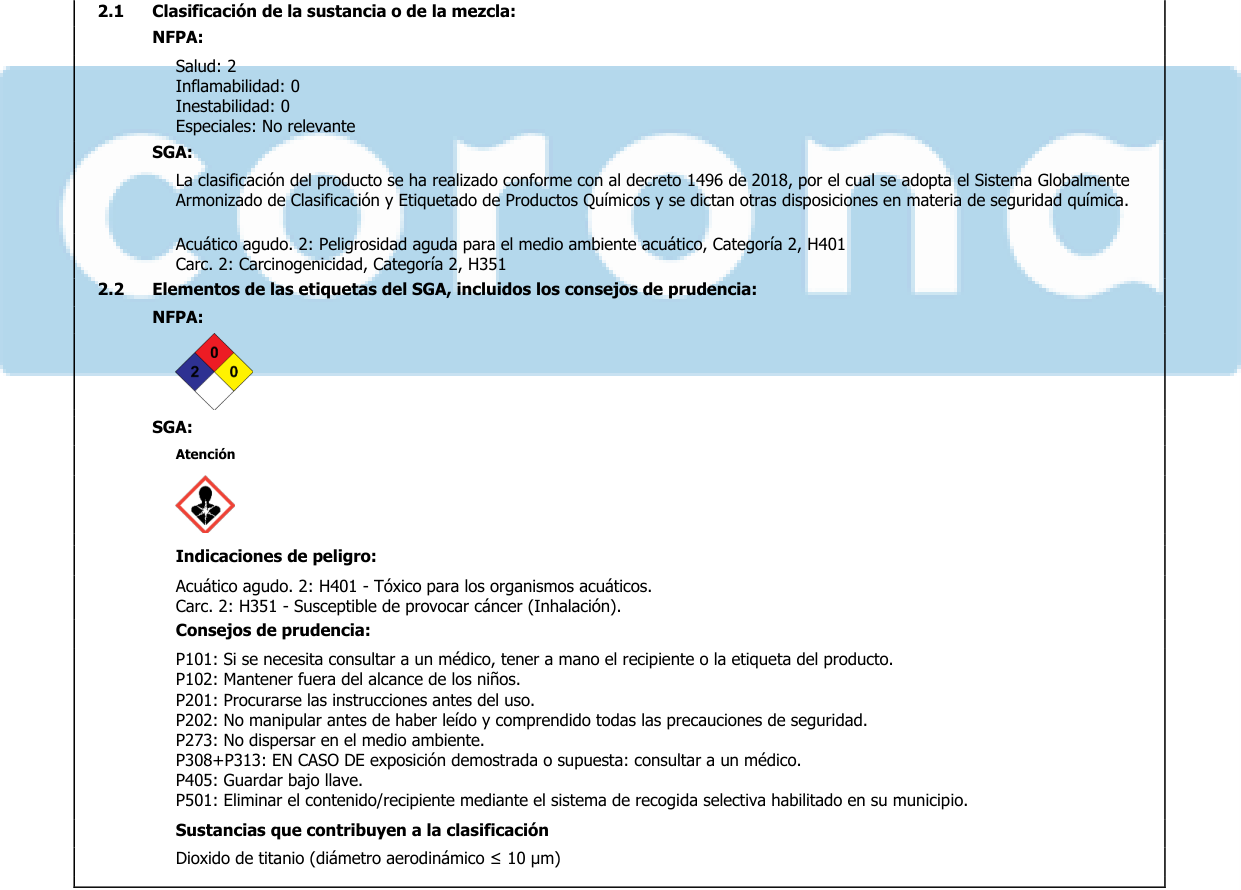 2.1 Clasificación de la sustancia o de la mezcla:
NFPA:
Salud: 2
Inflamabilidad: 0
Inestabilidad: 0
Especiales: No relevante
corona
SGA:
La clasificación del producto se ha realizado conforme con al decreto 1496 de 2018, por el cual se adopta el Sistema Globalmente
Armonizado de Clasificación y Etiquetado de Productos Químicos y se dictan otras disposiciones en materia de seguridad química.
Acuático agudo. 2: Peligrosidad aguda para el medio ambiente acuático, Categoría 2, H401
Carc. 2: Carcinogenicidad, Categoría 2, H351
2.2 Elementos de las etiquetas del SGA, incluidos los consejos de prudencia:
NFPA:
0
2 0
SGA:
Atención
Indicaciones de peligro:
Acuático agudo. 2: H401 - Tóxico para los organismos acuáticos.
Carc. 2: H351 - Susceptible de provocar cáncer (Inhalación).
Consejos de prudencia:
P101: Si se necesita consultar a un médico, tener a mano el recipiente o la etiqueta del producto.
P102: Mantener fuera del alcance de los niños.
P201: Procurarse las instrucciones antes del uso.
P202: No manipular antes de haber leído y comprendido todas las precauciones de seguridad.
P273: No dispersar en el medio ambiente.
P308+P313: EN CASO DE exposición demostrada o supuesta: consultar a un médico.
P405: Guardar bajo llave.
P501: Eliminar el contenido/recipiente mediante el sistema de recogida selectiva habilitado en su municipio.
Sustancias que contribuyen a la clasificación
Dioxido de titanio (diámetro aerodinámico ≤ 10 µm)